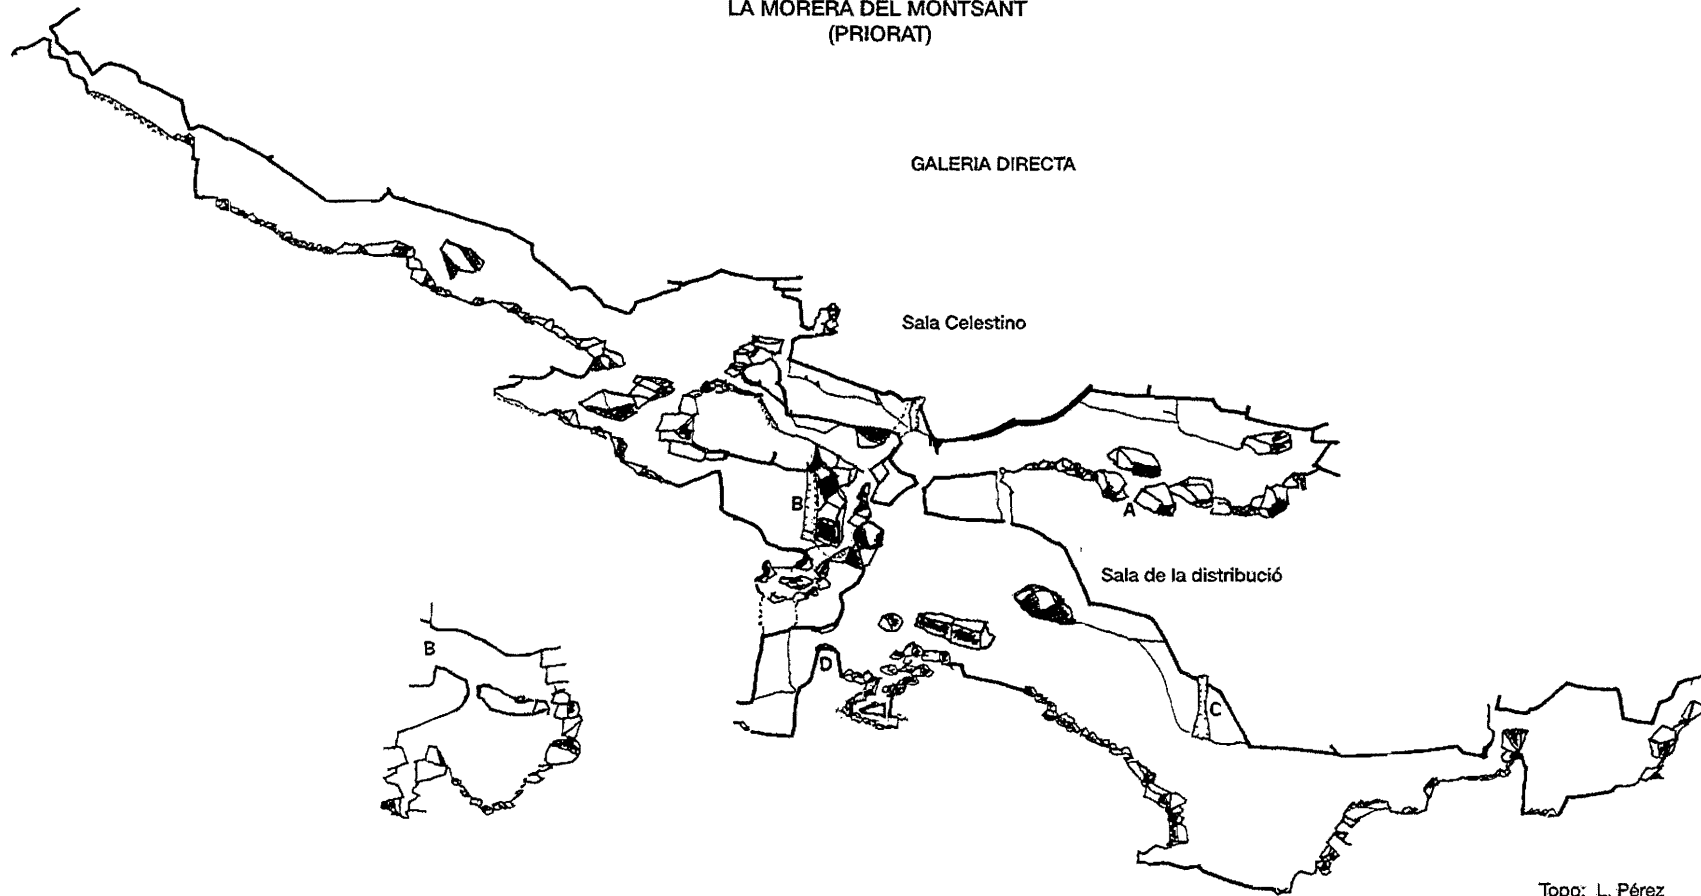 LA MORERA DEL MONTSANT
(PRIORAT)
GALERIA DIRECTA
Sala Celestino
B
A
Sala de la distribució
B
D
C
Topo: L. Pérez